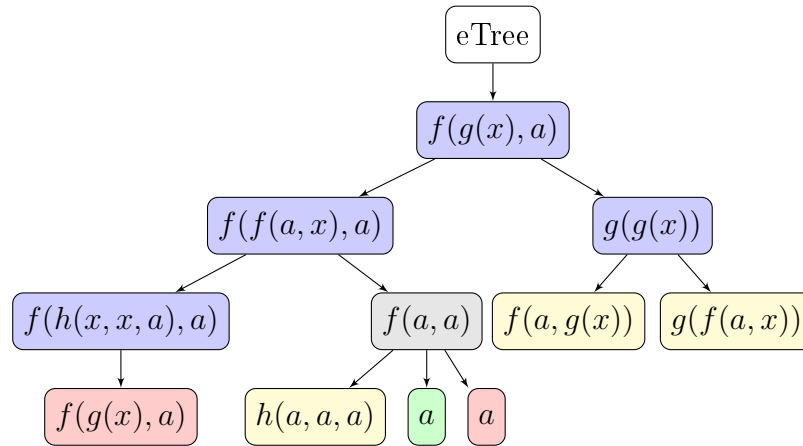 eTree
f(g(x), a)
f(f(a, x), a)
g(g(x))
f(h(x, x, a), a)
f(a, a)
f(a, g(x))
g(f(a, x))
f(g(x), a)
h(a, a, a)
a
a